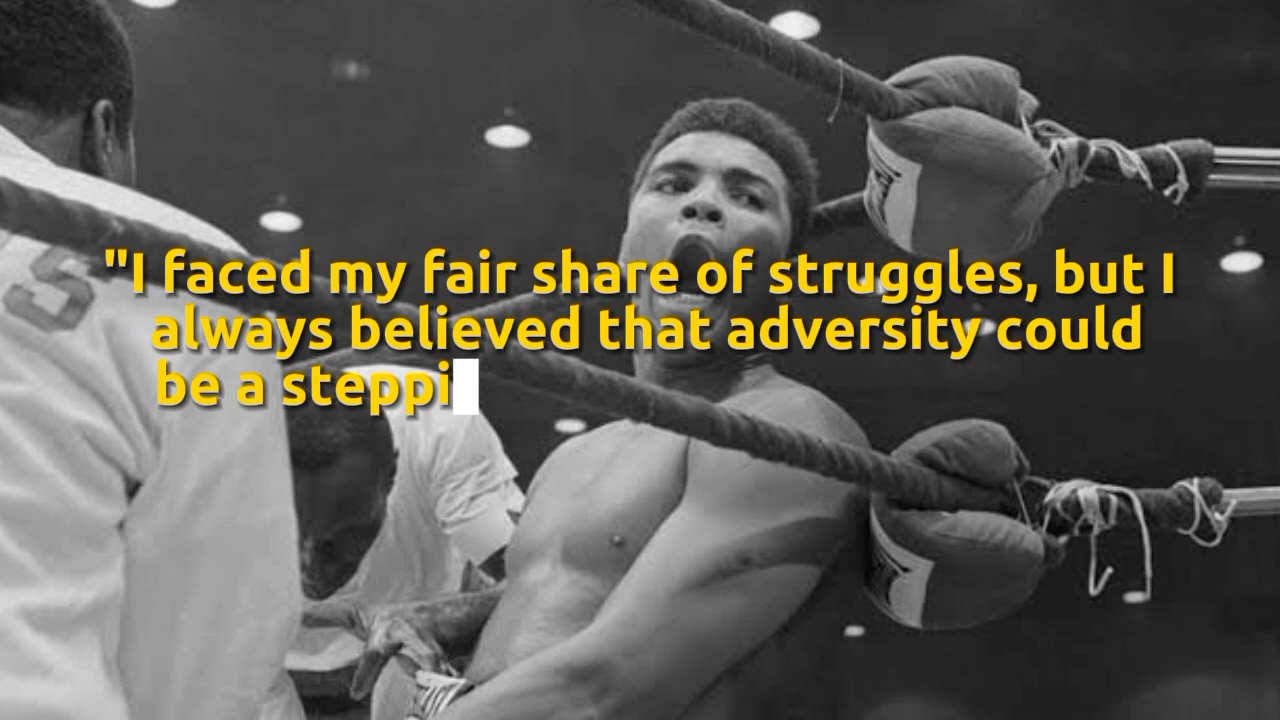 "I faced my fair share of struggles, but I
always believed that adversity could
be a steppi